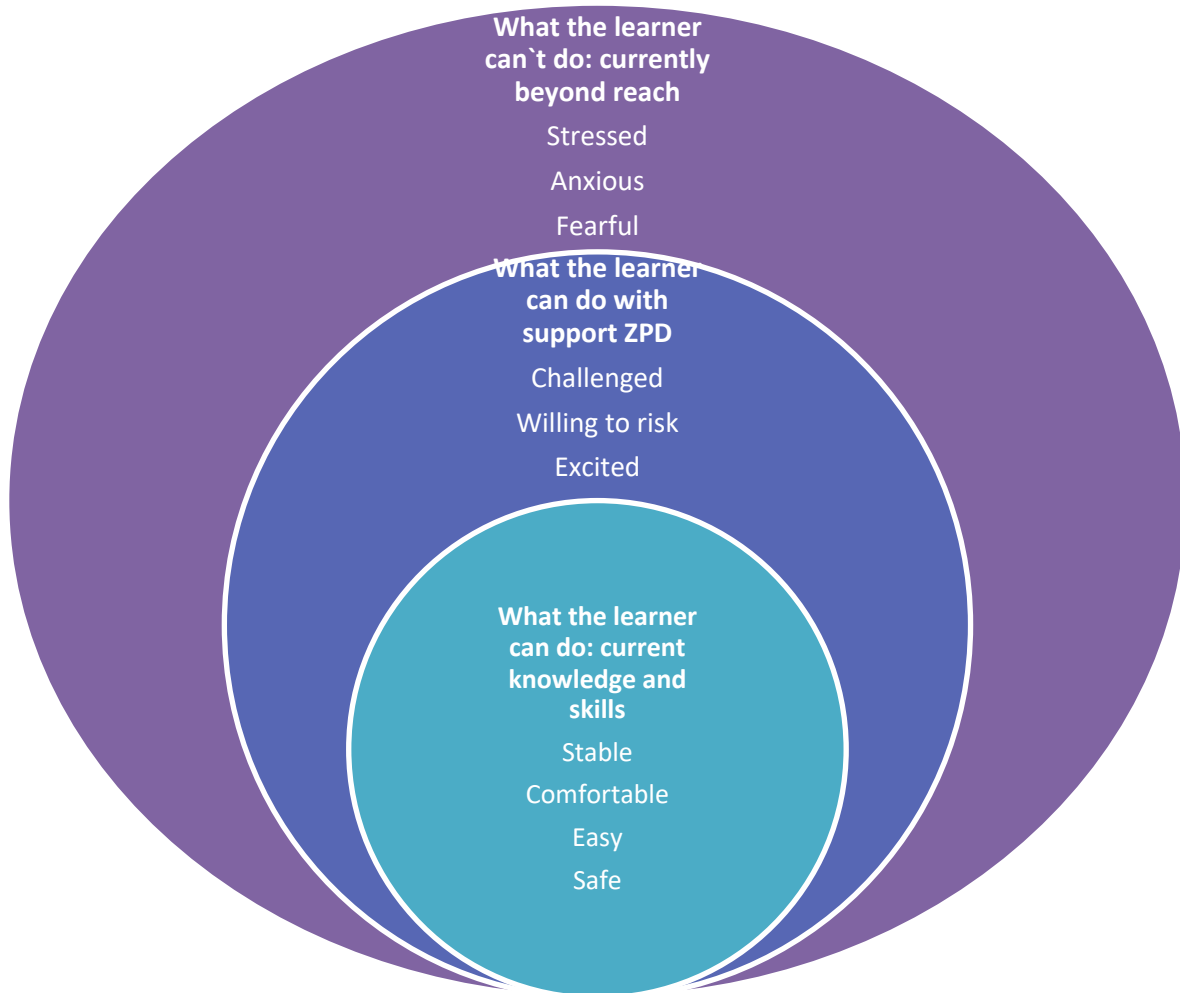 What the learner
can`t do: currently
beyond reach
Stressed
Anxious
Fearful
What the learner
can do with
support ZPD
Challenged
Willing to risk
Excited
What the learner
can do: current
knowledge and
skills
Stable
Comfortable
Easy
Safe